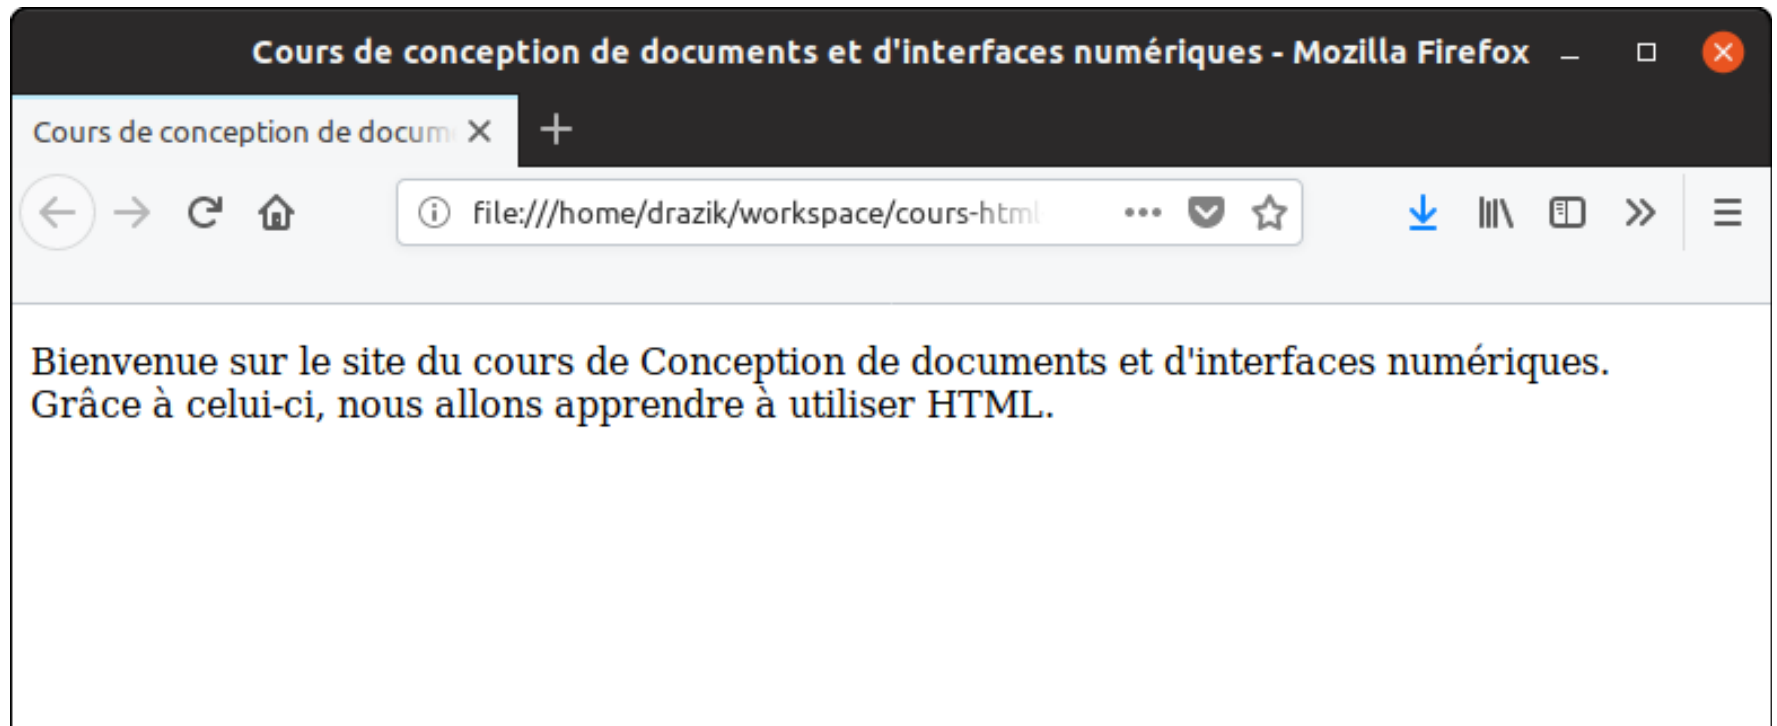 Cours de conception de documents et d'interfaces numériques - Mozilla Firefox
Cours de conception de docum
file:///home/drazik/workspace/cours-html
Bienvenue sur le site du cours de Conception de documents et d'interfaces numériques.
Grâce à celui-ci, nous allons apprendre à utiliser HTML.